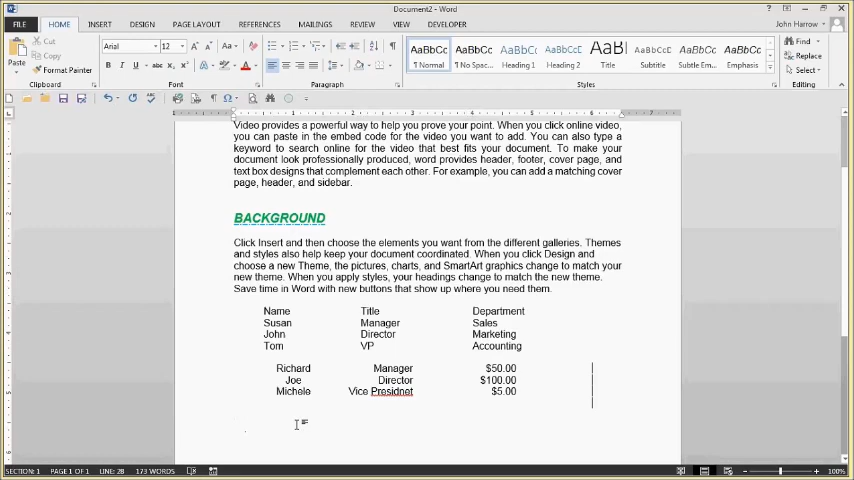 Document2 - Word
FILE HOME INSERT DESIGN PAGE LAYOUT REFERENCES MAILINGS REVIEW VIEW DEVELOPER John Harrow
Paste Cut Copy Format Painter
Arial 12
AaBbCc AaBbCc AaBbCc AaBbCc AaBl AaBbCc AaBbCc AaBbCc
¶ Normal ¶ No Spac... Heading 1 Heading 2 Title Subtitle Subtle Em... Emphasis
Find Replace Select
Clipboard Font Paragraph Styles Editing
Video provides a powerful way to help you prove your point. When you click online video,
you can paste in the embed code for the video you want to add. You can also type a
keyword to search online for the video that best fits your document. To make your
document look professionally produced, word provides header, footer, cover page, and
text box designs that complement each other. For example, you can add a matching cover
page, header, and sidebar.
BACKGROUND
Click Insert and then choose the elements you want from the different galleries. Themes
and styles also help keep your document coordinated. When you click Design and
choose a new Theme, the pictures, charts, and SmartArt graphics change to match your
new theme. When you apply styles, your headings change to match the new theme.
Save time in Word with new buttons that show up where you need them.
Name Title Department
Susan Manager Sales
John Director Marketing
Tom VP Accounting
Richard Manager $50.00
Joe Director $100.00
Michele Vice Presidnet $5.00
SECTION: 1 PAGE 1 OF 1 LINE: 28 173 WORDS 100%